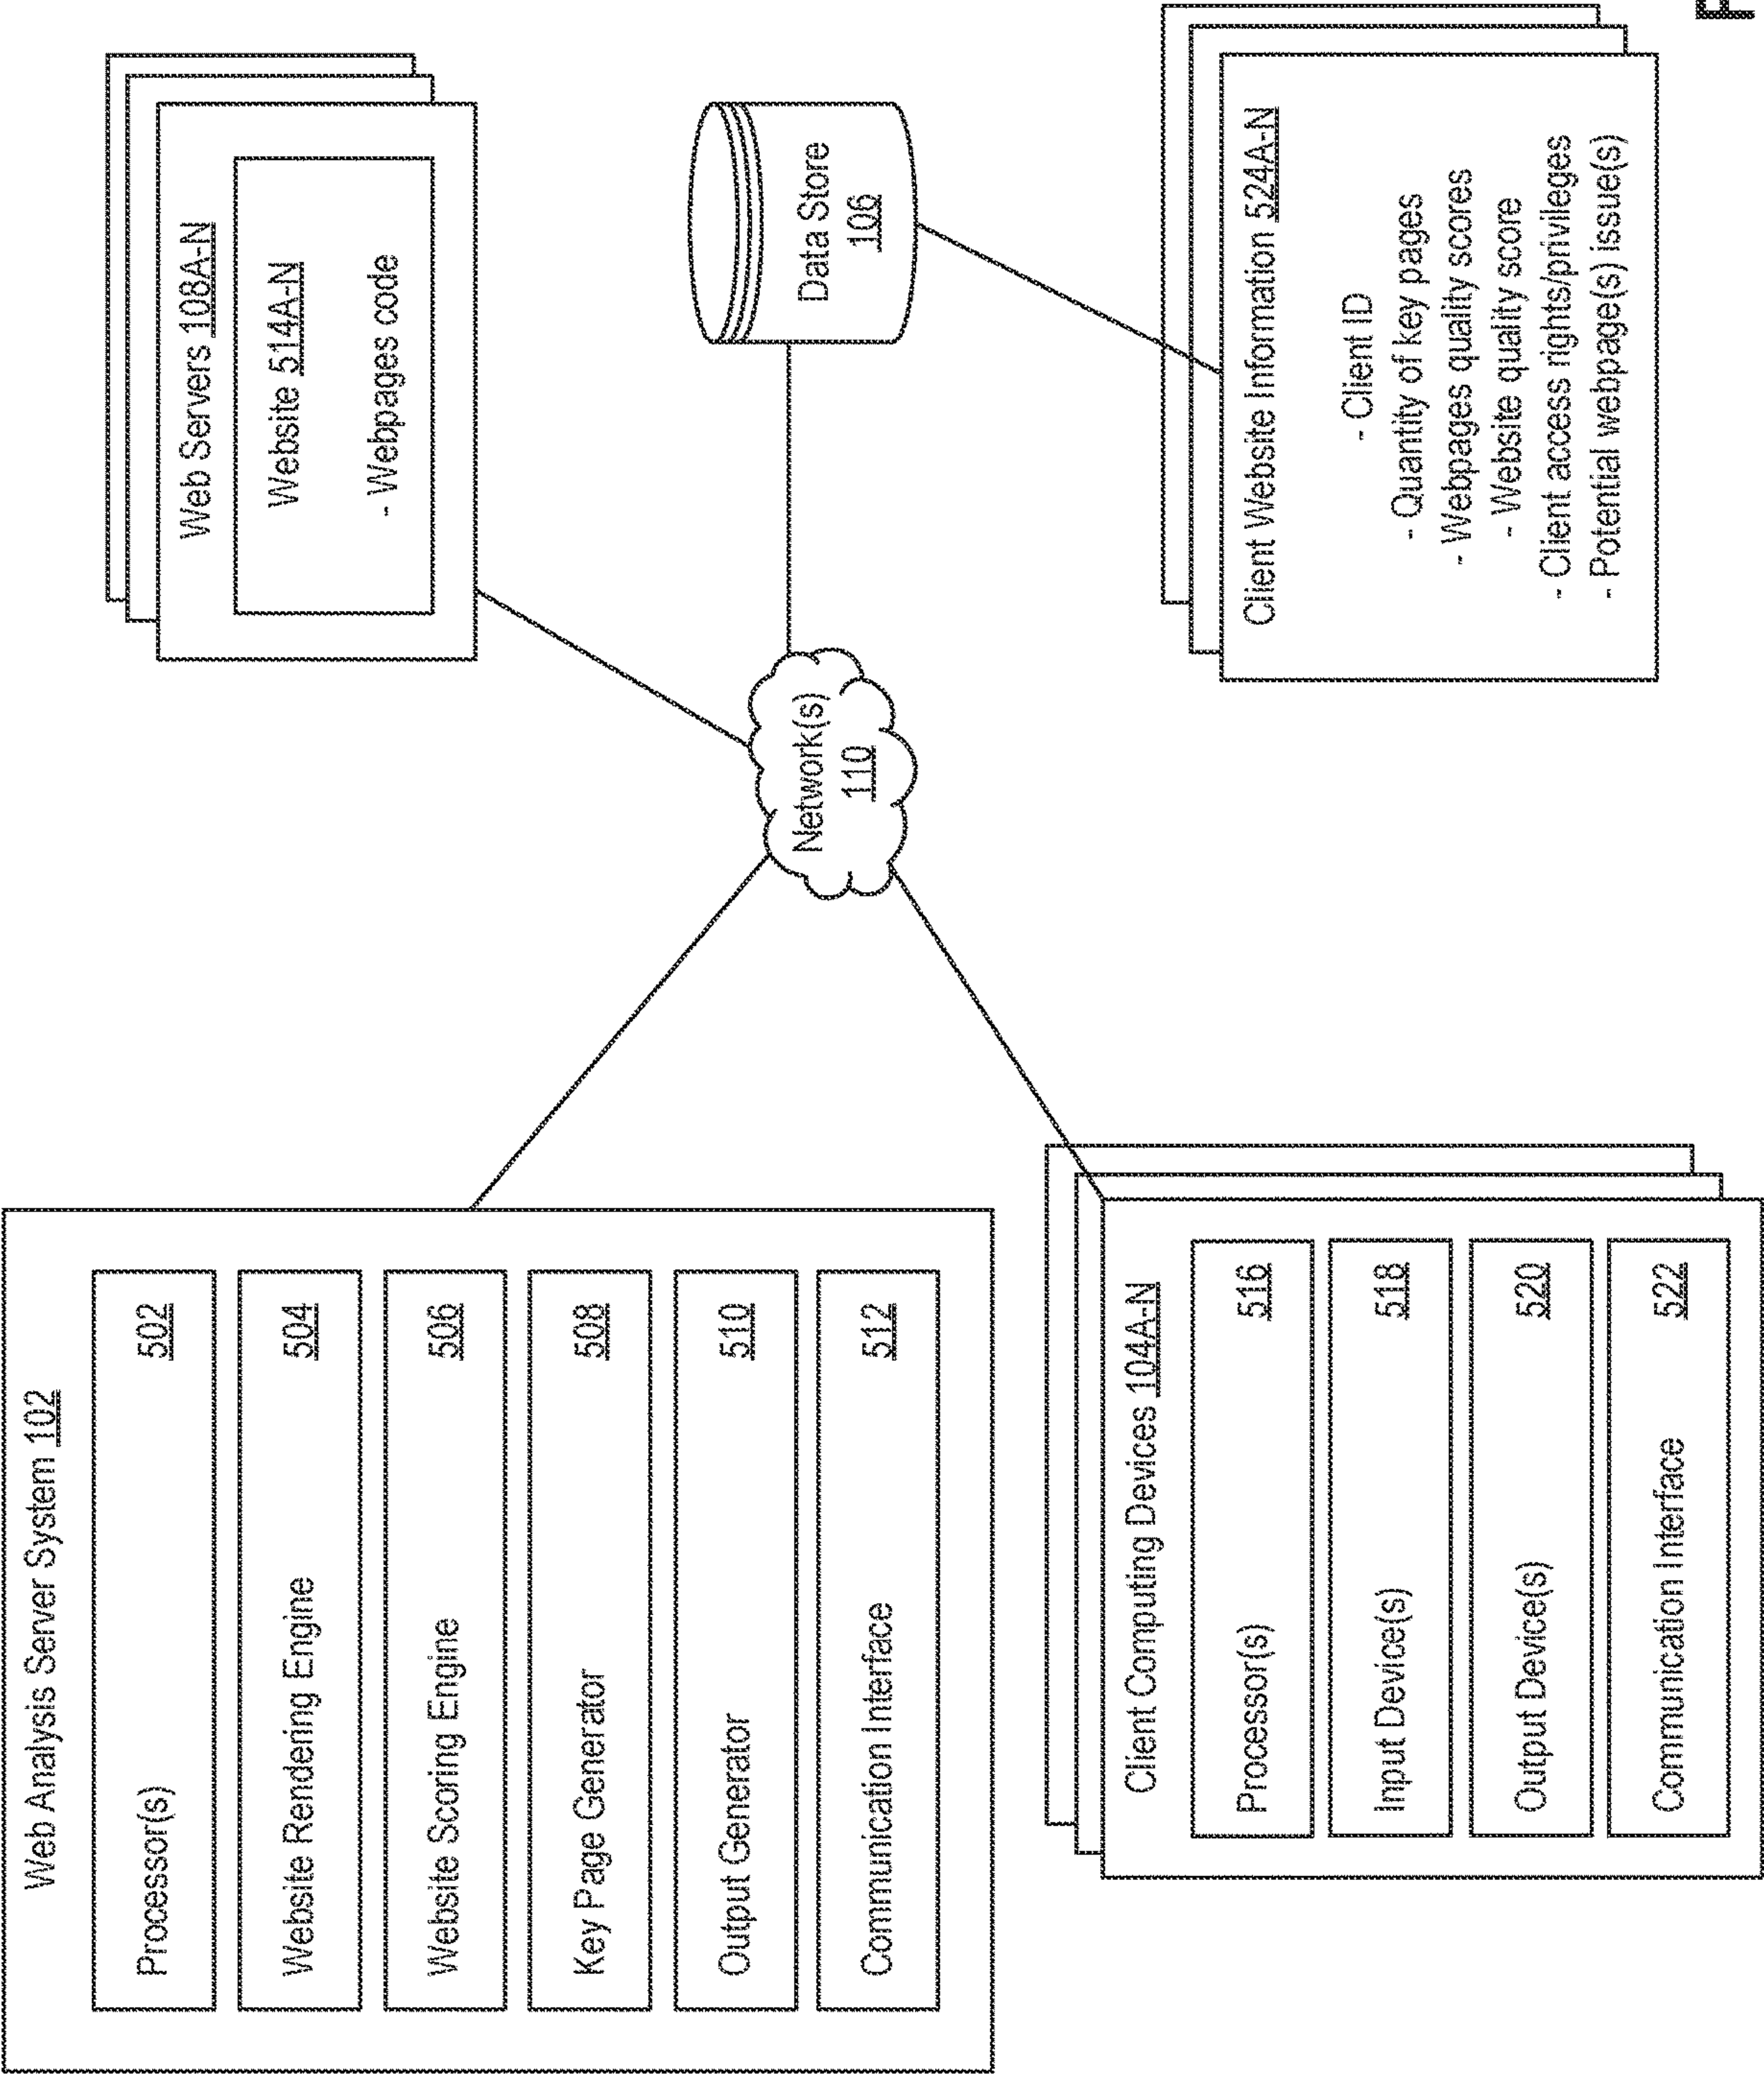 Web Analysis Server System 102
Processor(s) 502
Website Rendering Engine 504
Website Scoring Engine 506
Key Page Generator 508
Output Generator 510
Communication Interface 512
Web Servers 108A-N
Website 514A-N
- Webpages code
Network(s)
110
Data Store
106
Client Computing Devices 104A-N
Processor(s) 516
Input Device(s) 518
Output Device(s) 520
Communication Interface 522
Client Website Information 524A-N
- Client ID
- Quantity of key pages
- Webpages quality scores
- Website quality score
- Client access rights/privileges
- Potential webpage(s) issue(s)